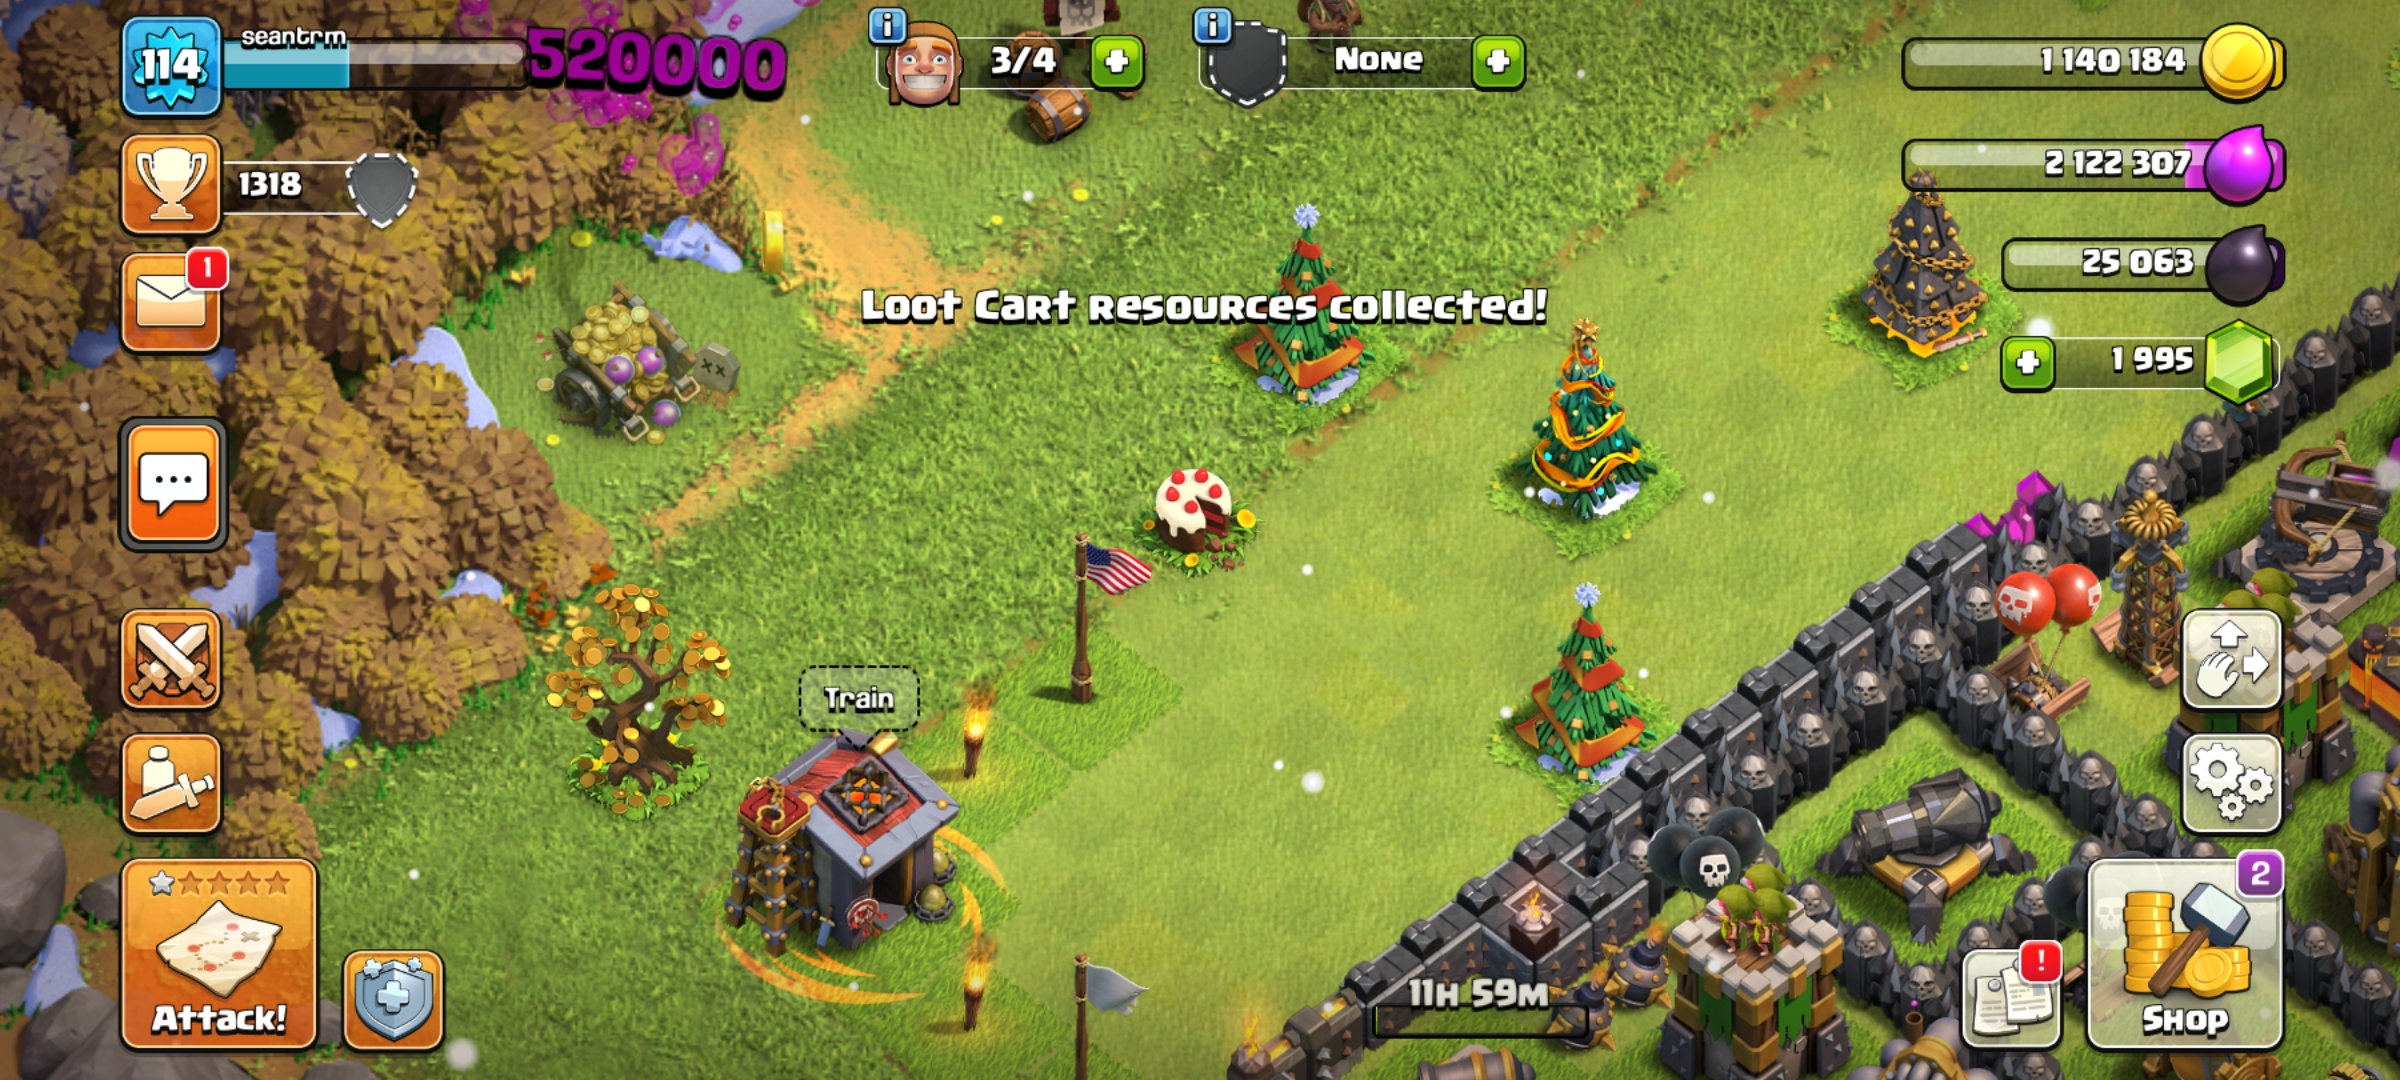 114
seantrm
520000
3/4
None
1 140 184
1318
2 122 307
25 063
1 995
1
Loot Cart resources collected!
Train
11H 59M
Attack!
2
!
Shop